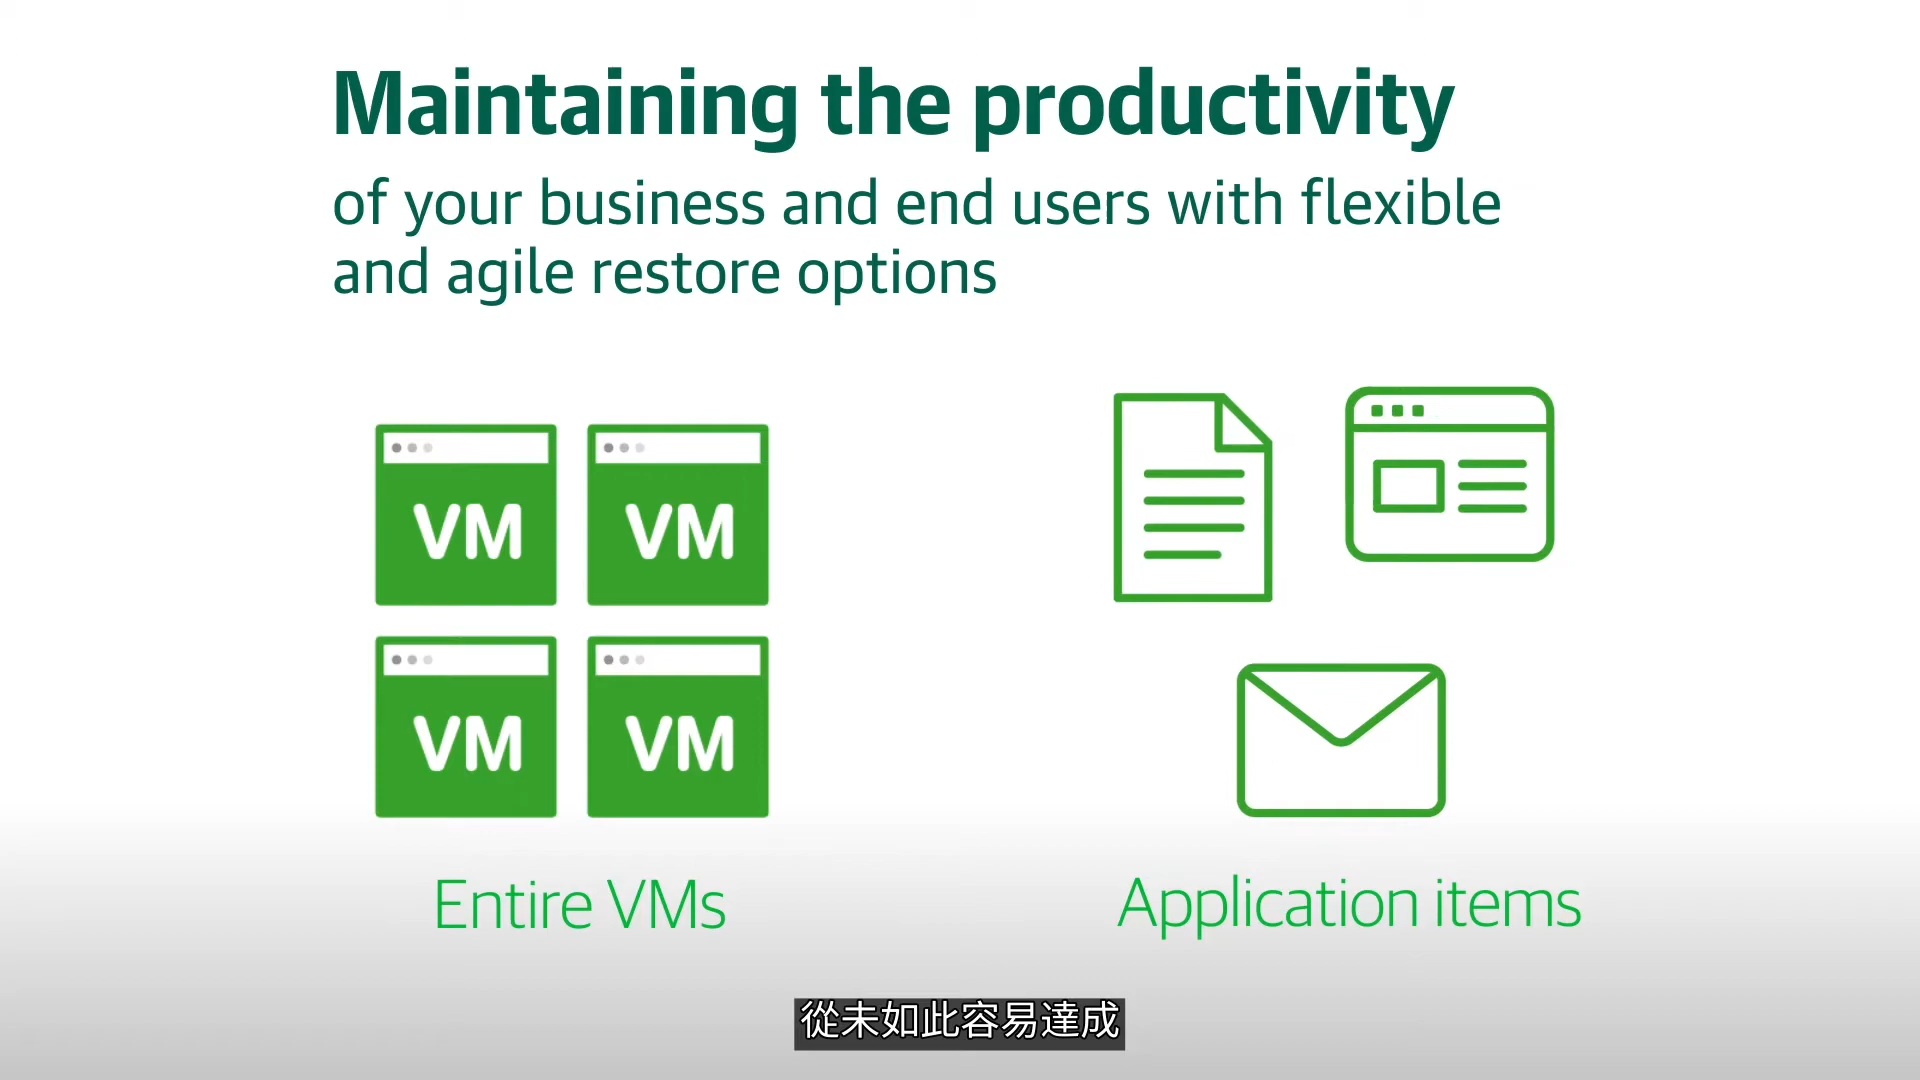 Maintaining the productivity
of your business and end users with flexible
and agile restore options
VM VM
VM VM
Entire VMs
Application items
從未如此容易達成